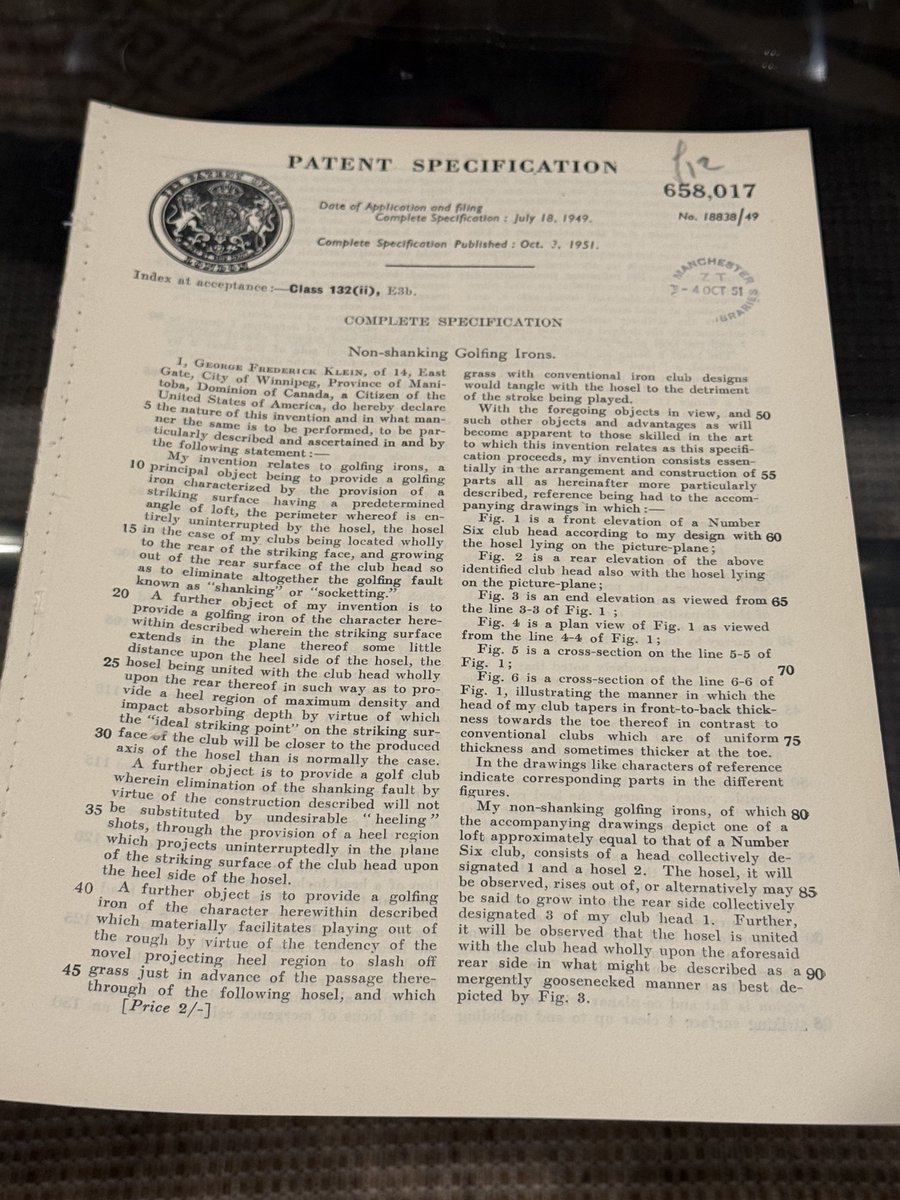 PATENT SPECIFICATION
658,017
Date of Application and filing
Complete Specification : July 18, 1949.
No. 18838/49
Complete Specification Published : Oct. 3, 1951.
THE PATENT OFFICE
LONDON
MANCHESTER
Z T
- 4 OCT 51
LIBRARIES
Index at acceptance :—Class 132(ii), E3b.
COMPLETE SPECIFICATION
Non-shanking Golfing Irons.
I, GEORGE FREDERICK KLEIN, of 14, East
Gate, City of Winnipeg, Province of Mani-
toba, Dominion of Canada, a Citizen of the
United States of America, do hereby declare
5 the nature of this invention and in what man-
ner the same is to be performed, to be par-
ticularly described and ascertained in and by
the following statement :—
My invention relates to golfing irons, a
10 principal object being to provide a golfing
iron characterized by the provision of a
striking surface having a predetermined
angle of loft, the perimeter whereof is en-
tirely uninterrupted by the hosel, the hosel
15 in the case of my clubs being located wholly
to the rear of the striking face, and growing
out of the rear surface of the club head so
as to eliminate altogether the golfing fault
known as "shanking" or "socketting."
20 A further object of my invention is to
provide a golfing iron of the character here-
within described wherein the striking surface
extends in the plane thereof some little
distance upon the heel side of the hosel, the
25 hosel being united with the club head wholly
upon the rear thereof in such way as to pro-
vide a heel region of maximum density and
impact absorbing depth by virtue of which
the "ideal striking point" on the striking sur-
30 face of the club will be closer to the produced
axis of the hosel than is normally the case.
A further object is to provide a golf club
wherein elimination of the shanking fault by
virtue of the construction described will not
35 be substituted by undesirable "heeling"
shots, through the provision of a heel region
which projects uninterruptedly in the plane
of the striking surface of the club head upon
the heel side of the hosel.
40 A further object is to provide a golfing
iron of the character herewithin described
which materially facilitates playing out of
the rough by virtue of the tendency of the
novel projecting heel region to slash off
45 grass just in advance of the passage there-
through of the following hosel, and which
[Price 2/-]
grass with conventional iron club designs
would tangle with the hosel to the detriment
of the stroke being played.
With the foregoing objects in view, and 50
such other objects and advantages as will
become apparent to those skilled in the art
to which this invention relates as this specifi-
cation proceeds, my invention consists essen-
tially in the arrangement and construction of 55
parts all as hereinafter more particularly
described, reference being had to the accom-
panying drawings in which :—
Fig. 1 is a front elevation of a Number
Six club head according to my design with 60
the hosel lying on the picture-plane ;
Fig. 2 is a rear elevation of the above
identified club head also with the hosel lying
on the picture-plane ;
Fig. 3 is an end elevation as viewed from 65
the line 3-3 of Fig. 1 ;
Fig. 4 is a plan view of Fig. 1 as viewed
from the line 4-4 of Fig. 1 ;
Fig. 5 is a cross-section on the line 5-5 of
Fig. 1 ; 70
Fig. 6 is a cross-section of the line 6-6 of
Fig. 1, illustrating the manner in which the
head of my club tapers in front-to-back thick-
ness towards the toe thereof in contrast to
conventional clubs which are of uniform 75
thickness and sometimes thicker at the toe.
In the drawings like characters of reference
indicate corresponding parts in the different
figures.
My non-shanking golfing irons, of which 80
the accompanying drawings depict one of a
loft approximately equal to that of a Number
Six club, consists of a head collectively de-
signated 1 and a hosel 2. The hosel, it will
be observed, rises out of, or alternatively may 85
be said to grow into the rear side collectively
designated 3 of my club head 1. Further,
it will be observed that the hosel is united
with the club head wholly upon the aforesaid
rear side in what might be described as a 90
mergently goosenecked manner as best de-
picted by Fig. 3.